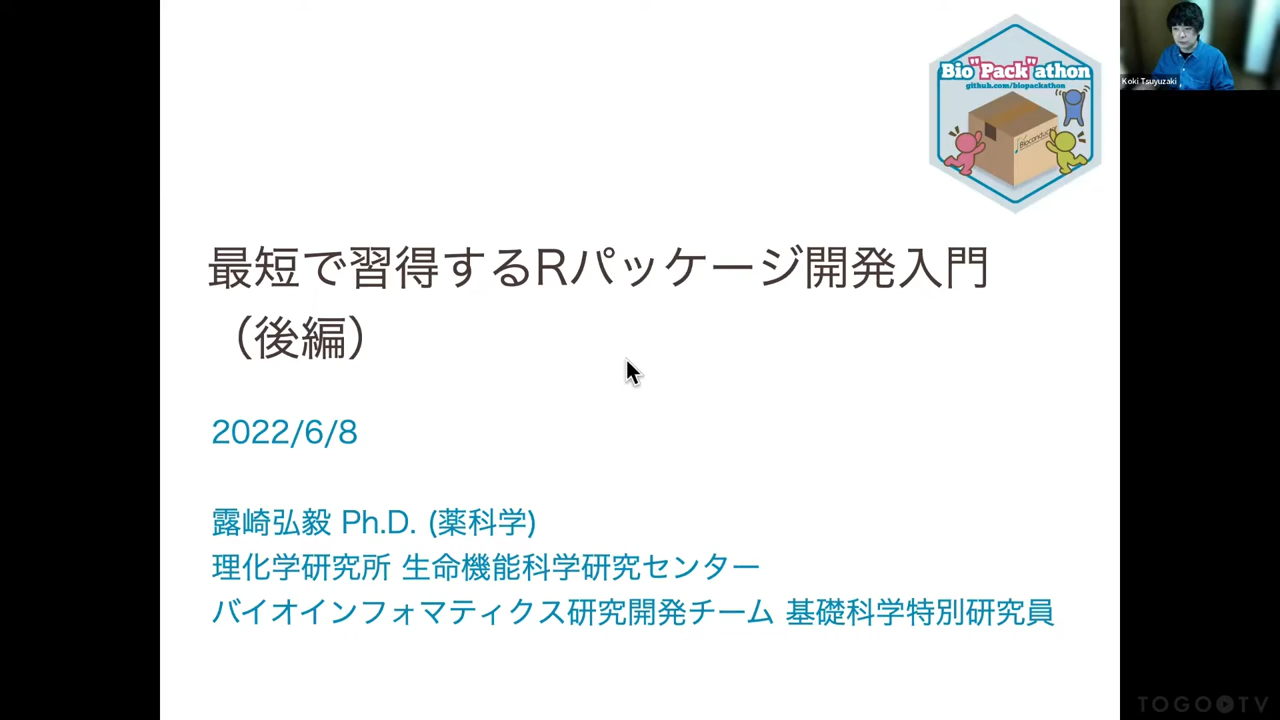 Bio"Pack"athon
github.com/biopackathon
Bioconductor
Koki Tsuyuzaki
最短で習得するRパッケージ開発入門
（後編）
2022/6/8
露崎弘毅 Ph.D. (薬科学)
理化学研究所 生命機能科学研究センター
バイオインフォマティクス研究開発チーム 基礎科学特別研究員
TOGOTV